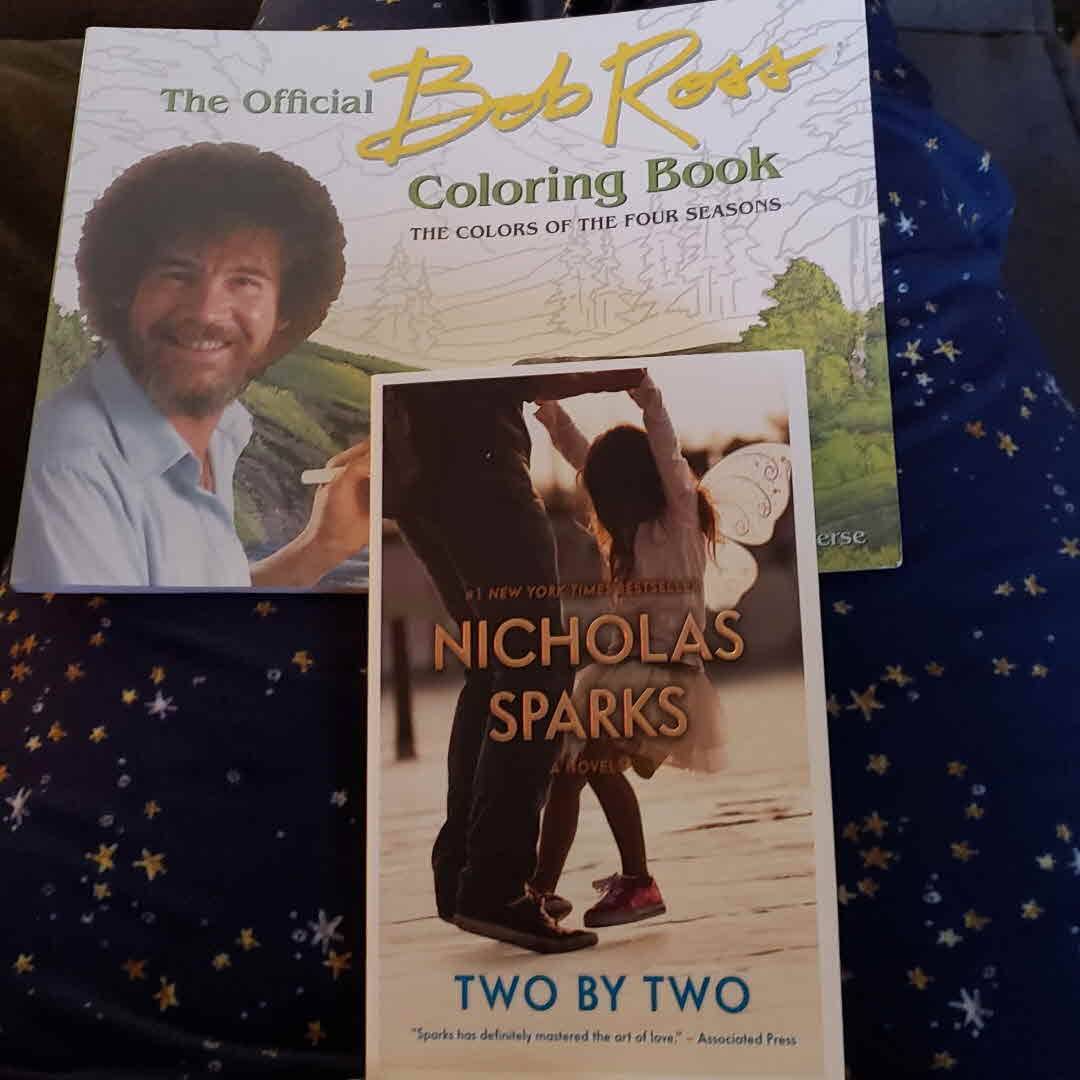 The Official Bob Ross
Coloring Book
THE COLORS OF THE FOUR SEASONS
erse
#1 NEW YORK TIMES BESTSELLER
NICHOLAS
SPARKS
A NOVEL
TWO BY TWO
"Sparks has definitely mastered the art of love." – Associated Press